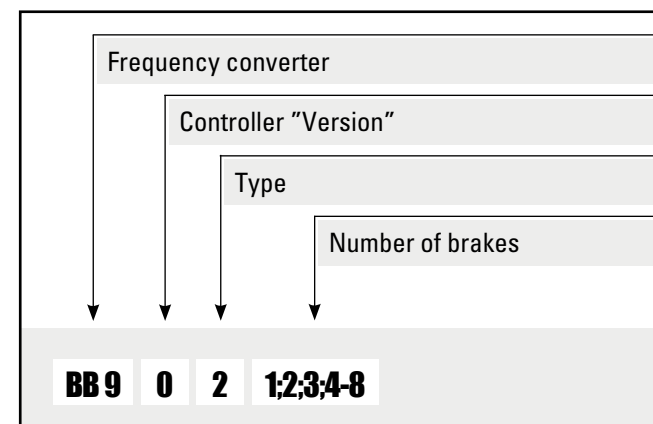 Frequency converter
Controller "Version"
Type
Number of brakes
BB 9 0 2 1;2;3;4-8